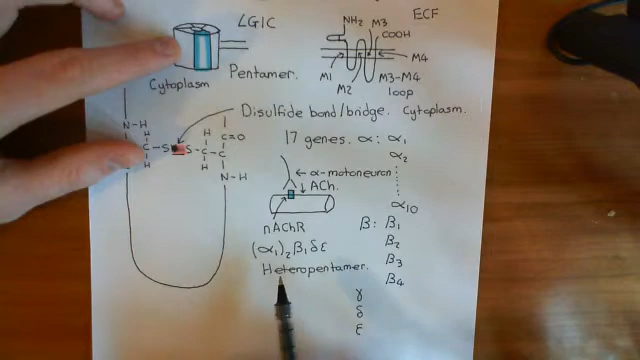 LGIC
ECF
NH₂
M3
COOH
M4
Cytoplasm
Pentamer.
M1
M2
M3-M4
loop
Disulfide bond/bridge.
Cytoplasm.
N-H
H
C-S S-C-C
H
H
H
C=O
N-H
17 genes.
α: α₁
α₂
α₁₀
← α-motoneuron
↓ ACh.
nAChR
(α₁)₂β₁δε
Heteropentamer.
β: β₁
β₂
β₃
β₄
γ
δ
ε